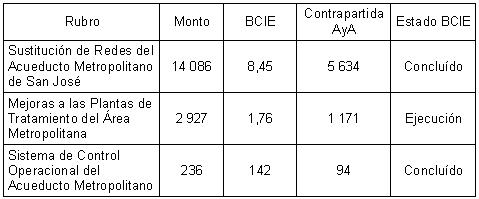 Rubro Monto BCIE Contrapartida AyA Estado BCIE
Sustitución de Redes del
Acueducto Metropolitano
de San José
14 086 8,45 5 634 Concluído
Mejoras a las Plantas de
Tratamiento del Área
Metropolitana
2 927 1,76 1 171 Ejecución
Sistema de Control
Operacional del
Acueducto Metropolitano
236 142 94 Concluído